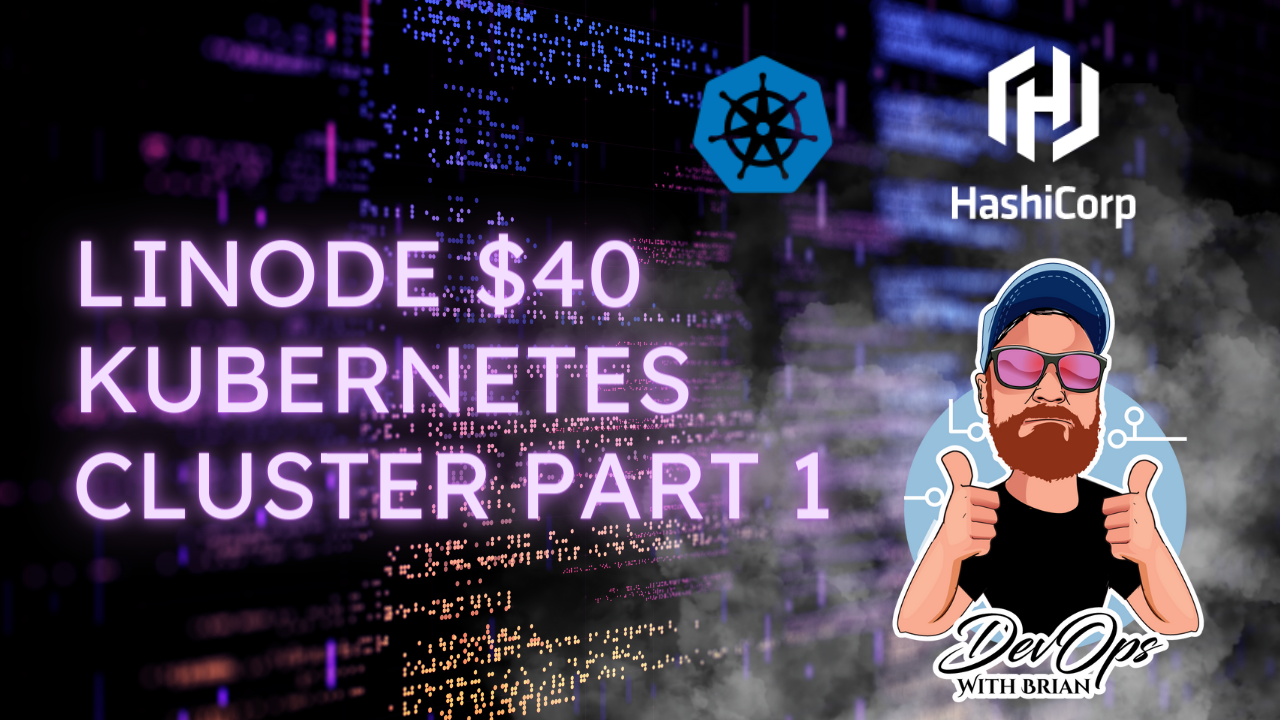 HashiCorp
LINODE $40
KUBERNETES
CLUSTER PART 1
DevOps
WITH BRIAN